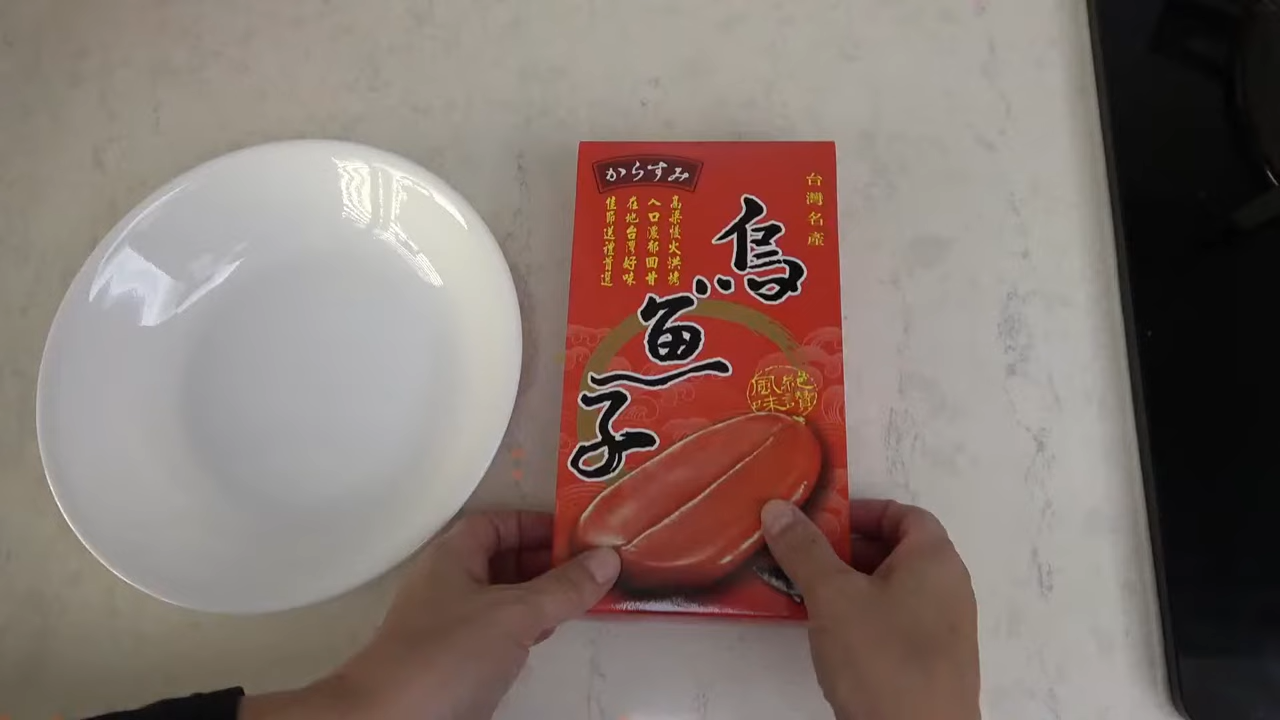 からすみ
台灣名產
高粱慢火烘烤
入口濃郁回甘
在地台灣好味
佳節送禮首選
烏魚子
絕讚風味